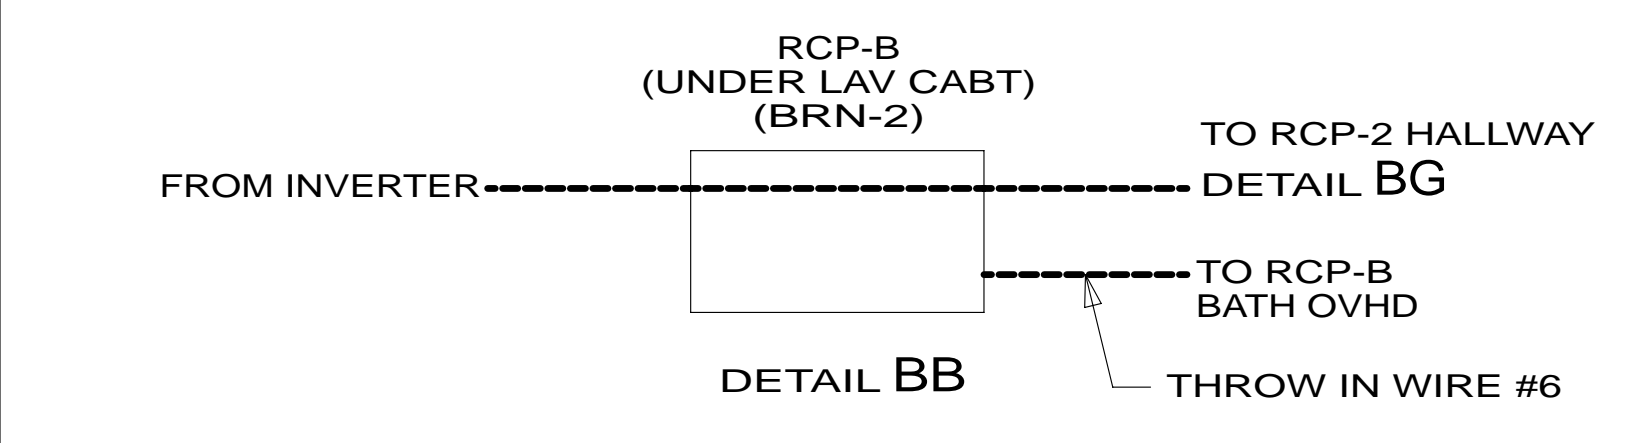 RCP-B
(UNDER LAV CABT)
(BRN-2)
TO RCP-2 HALLWAY
FROM INVERTER
DETAIL BG
TO RCP-B
BATH OVHD
DETAIL BB
THROW IN WIRE #6